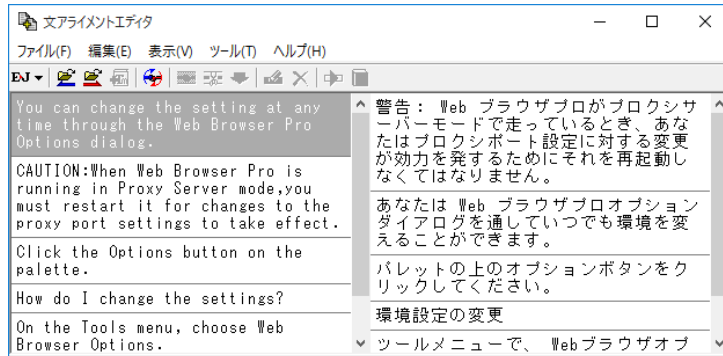 文アライメントエディタ
ファイル(F) 編集(E) 表示(V) ツール(T) ヘルプ(H)
EJ
You can change the setting at any
time through the Web Browser Pro
Options dialog.
CAUTION:When Web Browser Pro is
running in Proxy Server mode,you
must restart it for changes to the
proxy port settings to take effect.
Click the Options button on the
palette.
How do I change the settings?
On the Tools menu, choose Web
Browser Options.
警告： Web ブラウザプロがプロクシサ
ーバーモードで走っているとき、あな
たはプロクシポート設定に対する変更
が効力を発するためにそれを再起動し
なくてはなりません。
あなたは Web ブラウザプロオプション
ダイアログを通していつでも環境を変
えることができます。
パレットの上のオプションボタンをク
リックしてください。
環境設定の変更
ツールメニューで、 Webブラウザオプ